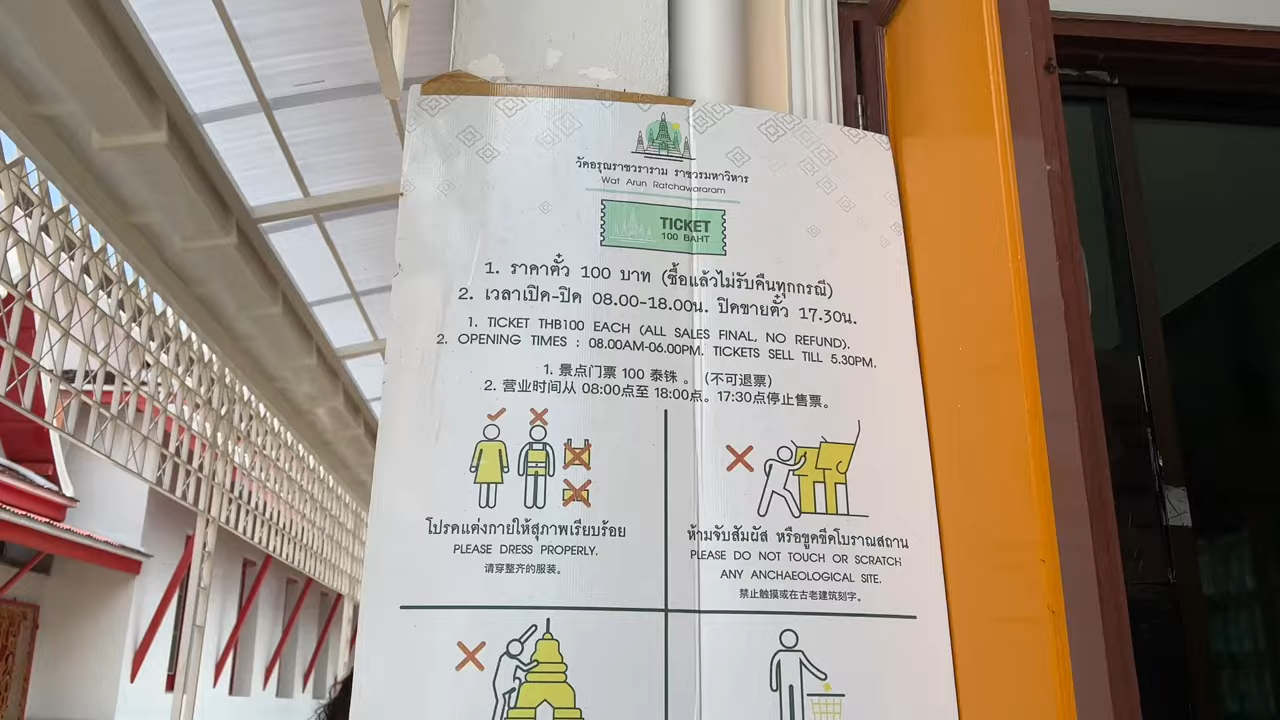 วัดอรุณราชวราราม ราชวรมหาวิหาร
Wat Arun Ratchawararam
TICKET
100 BAHT
1. ราคาตั๋ว 100 บาท (ซื้อแล้วไม่รับคืนทุกกรณี)
2. เวลาเปิด-ปิด 08.00-18.00น. ปิดขายตั๋ว 17.30น.
1. TICKET THB100 EACH (ALL SALES FINAL, NO REFUND).
2. OPENING TIMES : 08.00AM-06.00PM. TICKETS SELL TILL 5.30PM.
1. 景点门票 100 泰铢 。 (不可退票)
2. 营业时间从 08:00点至 18:00点。17:30点停止售票。
โปรดแต่งกายให้สุภาพเรียบร้อย
PLEASE DRESS PROPERLY.
请穿整齐的服装。
ห้ามจับสัมผัส หรือขูดขีดโบราณสถาน
PLEASE DO NOT TOUCH OR SCRATCH
ANY ANCHAEOLOGICAL SITE.
禁止触摸或在古老建筑刻字。